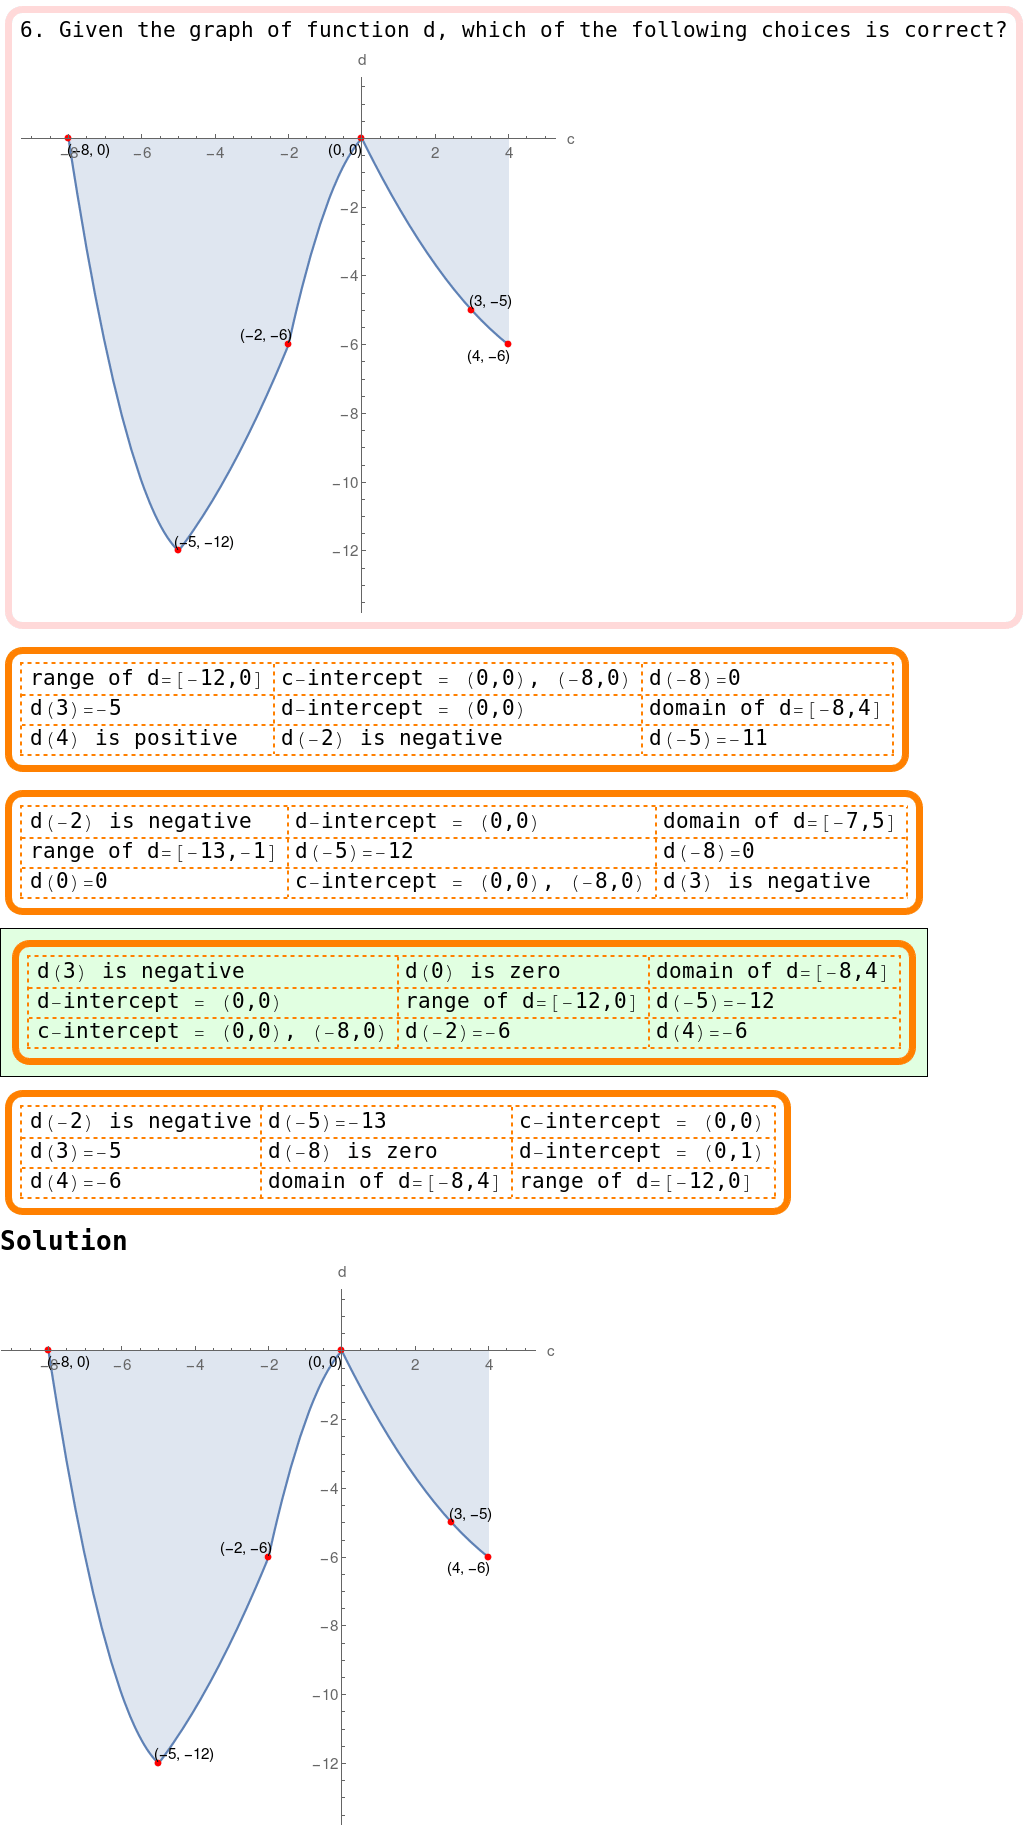 6. Given the graph of function d, which of the following choices is correct?
d
c
(−8, 0) −8 −6 −4 −2 (0, 0) 2 4
−2
−4
(3, −5)
(−2, −6) −6
(4, −6)
−8
−10
(−5, −12) −12
range of d=[-12,0] c-intercept = (0,0), (-8,0) d(-8)=0
d(3)=-5 d-intercept = (0,0) domain of d=[-8,4]
d(4) is positive d(-2) is negative d(-5)=-11
d(-2) is negative d-intercept = (0,0) domain of d=[-7,5]
range of d=[-13,-1] d(-5)=-12 d(-8)=0
d(0)=0 c-intercept = (0,0), (-8,0) d(3) is negative
d(3) is negative d(0) is zero domain of d=[-8,4]
d-intercept = (0,0) range of d=[-12,0] d(-5)=-12
c-intercept = (0,0), (-8,0) d(-2)=-6 d(4)=-6
d(-2) is negative d(-5)=-13 c-intercept = (0,0)
d(3)=-5 d(-8) is zero d-intercept = (0,1)
d(4)=-6 domain of d=[-8,4] range of d=[-12,0]
Solution
d
c
(−8, 0) −8 −6 −4 −2 (0, 0) 2 4
−2
−4
(3, −5)
(−2, −6) −6
(4, −6)
−8
−10
(−5, −12) −12